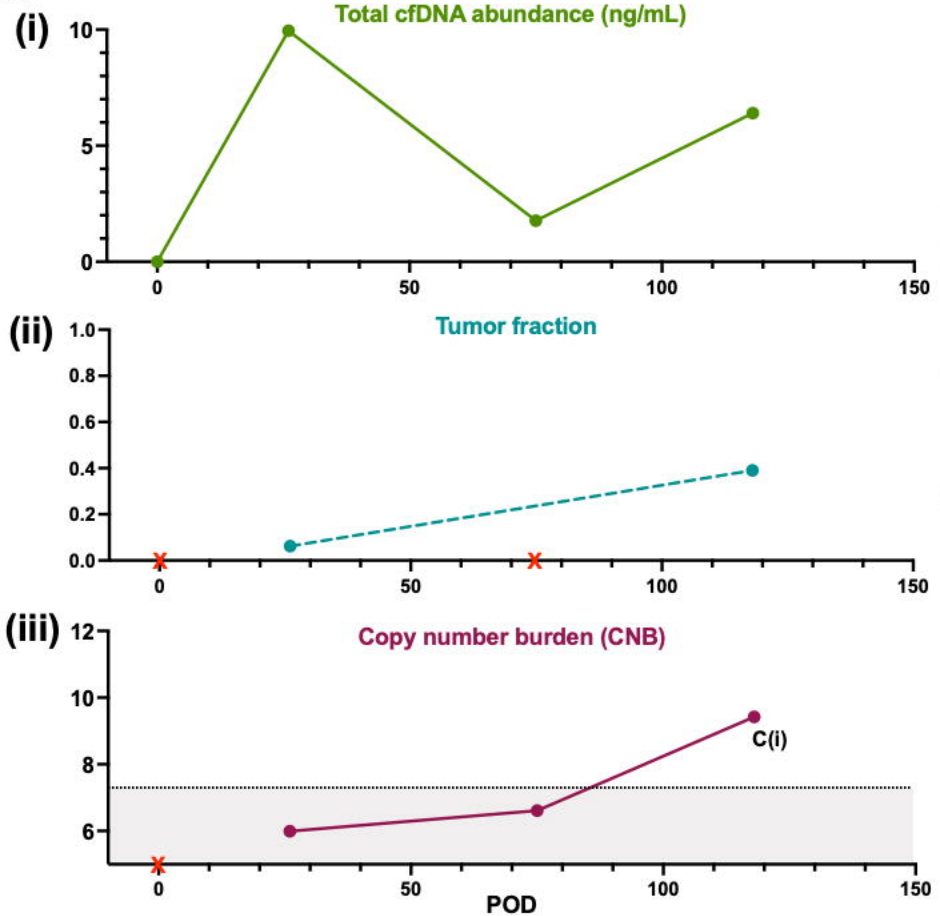 (i)
Total cfDNA abundance (ng/mL)
10
5
0
0 50 100 150
(ii)
Tumor fraction
1.0
0.8
0.6
0.4
0.2
0.0
X X
0 50 100 150
(iii)
Copy number burden (CNB)
12
10
8
6
C(i)
X
0 50 100 150
POD